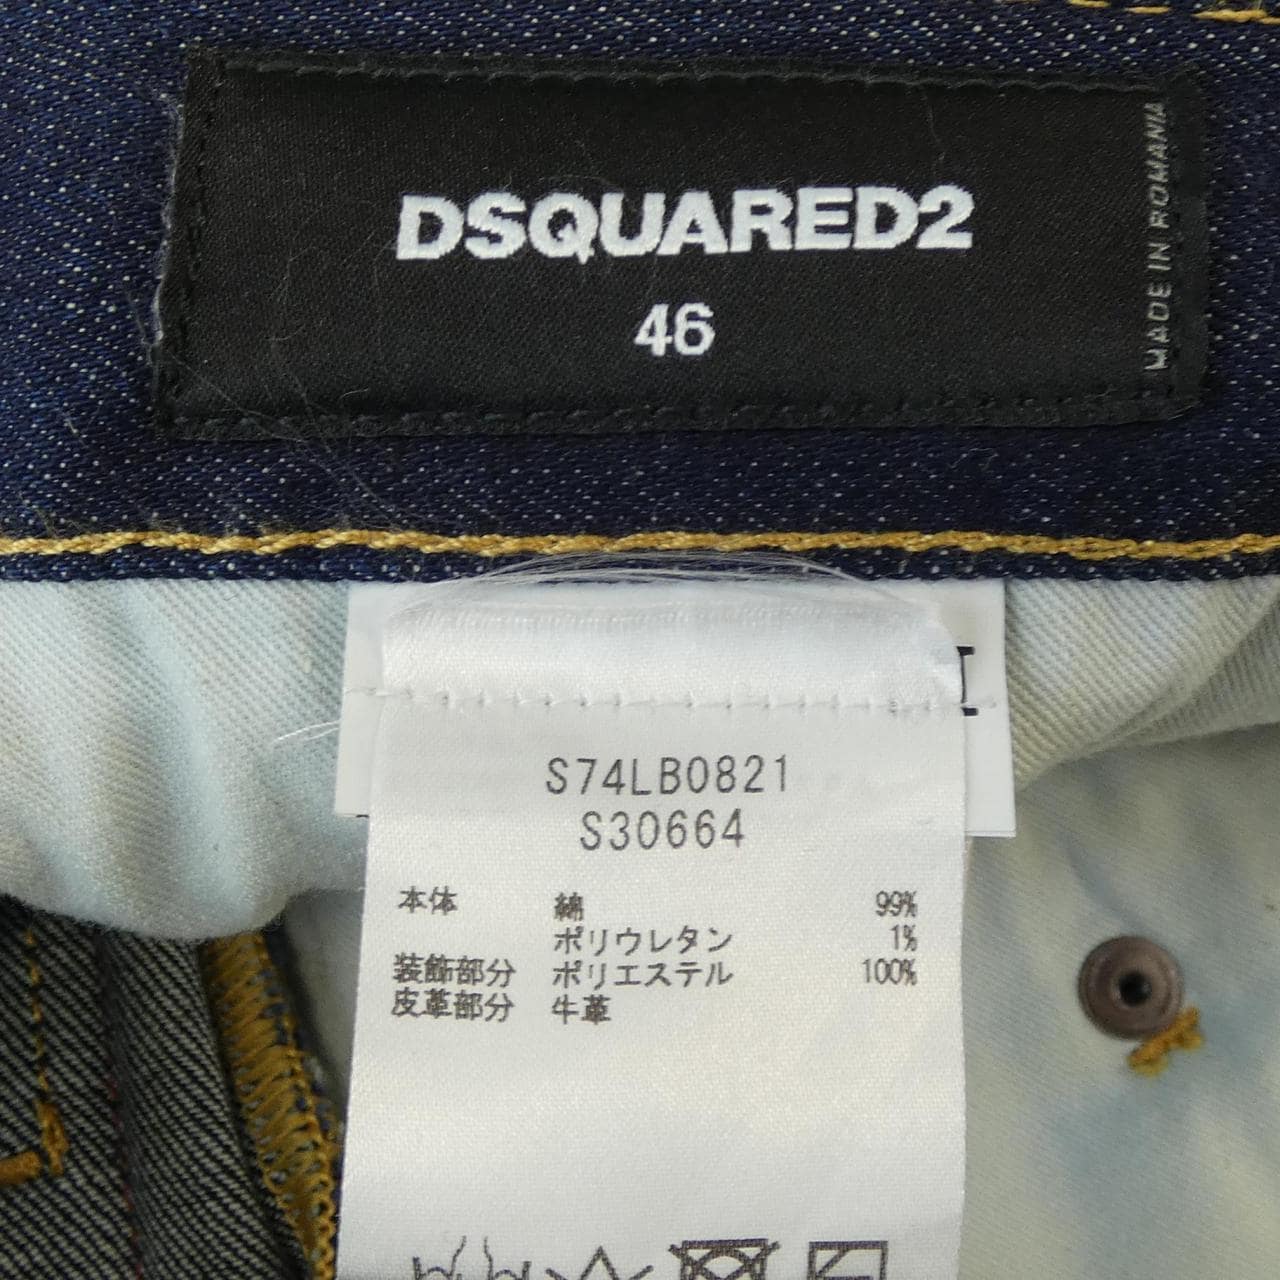 DSQUARED2
46
MADE IN ROMANIA
S74LB0821
S30664
本体 綿 99%
ポリウレタン 1%
装飾部分 ポリエステル 100%
皮革部分 牛革